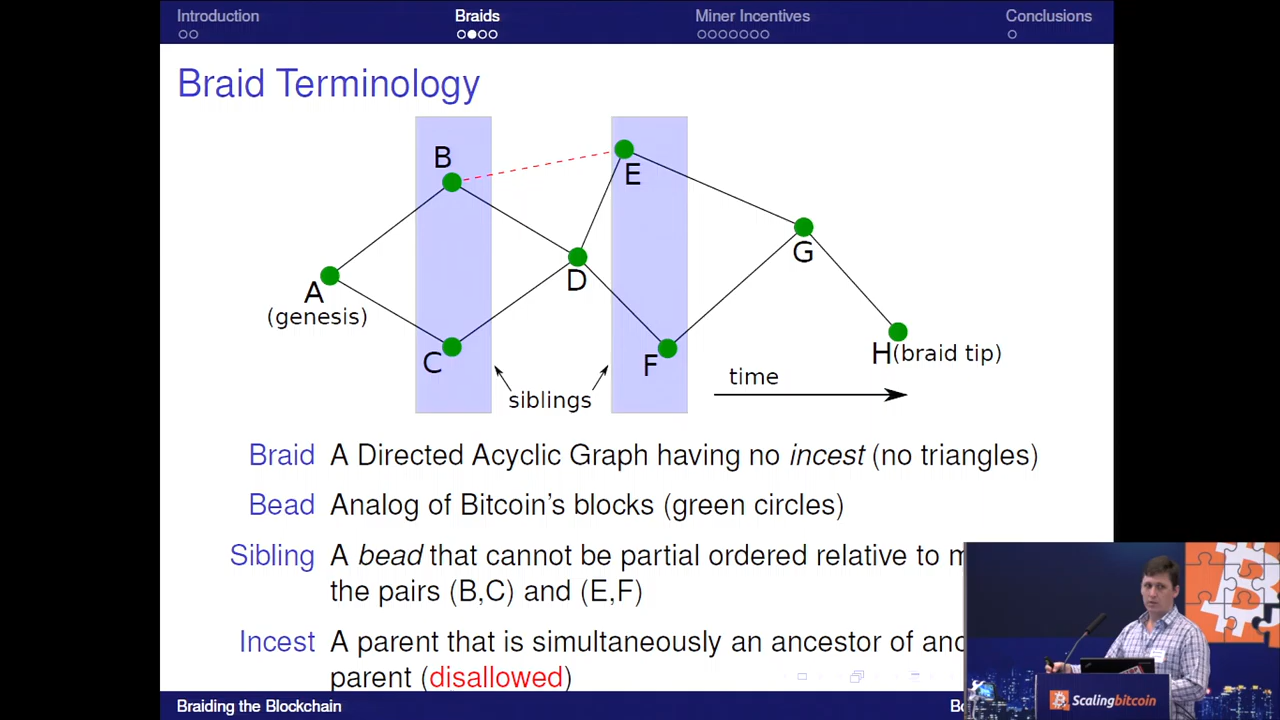 Introduction Braids Miner Incentives Conclusions
Braid Terminology
B
E
A
(genesis)
D
G
C
F
H(braid tip)
time
siblings
Braid A Directed Acyclic Graph having no incest (no triangles)
Bead Analog of Bitcoin's blocks (green circles)
Sibling A bead that cannot be partial ordered relative to
the pairs (B,C) and (E,F)
Incest A parent that is simultaneously an ancestor of
parent (disallowed)
Braiding the Blockchain
Scalingbitcoin